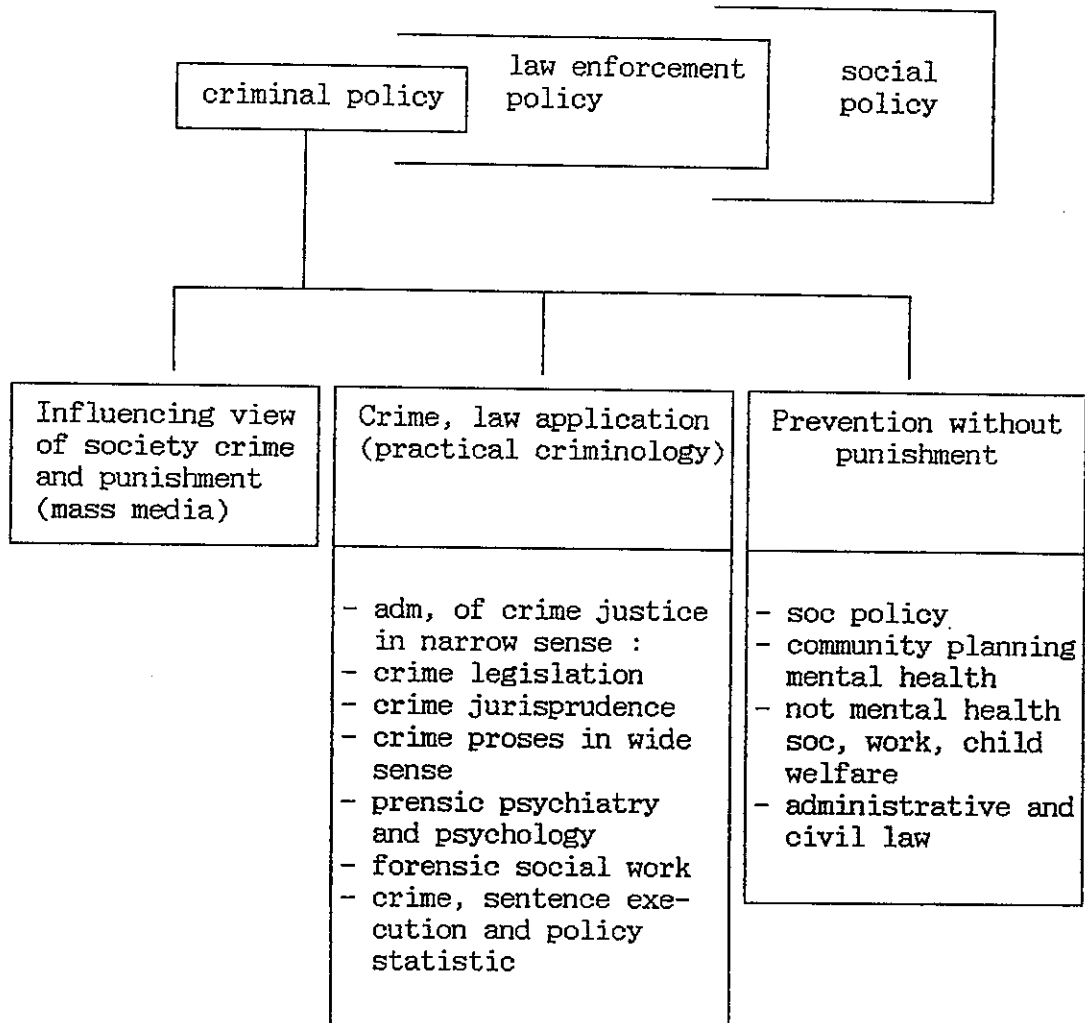 criminal policy
law enforcement
policy
social
policy
Influencing view
of society crime
and punishment
(mass media)
Crime, law application
(practical criminology)
- adm, of crime justice
in narrow sense :
- crime legislation
- crime jurisprudence
- crime proses in wide
sense
- prensic psychiatry
and psychology
- forensic social work
- crime, sentence exe-
cution and policy
statistic
Prevention without
punishment
- soc policy
- community planning
mental health
- not mental health
soc, work, child
welfare
- administrative and
civil law